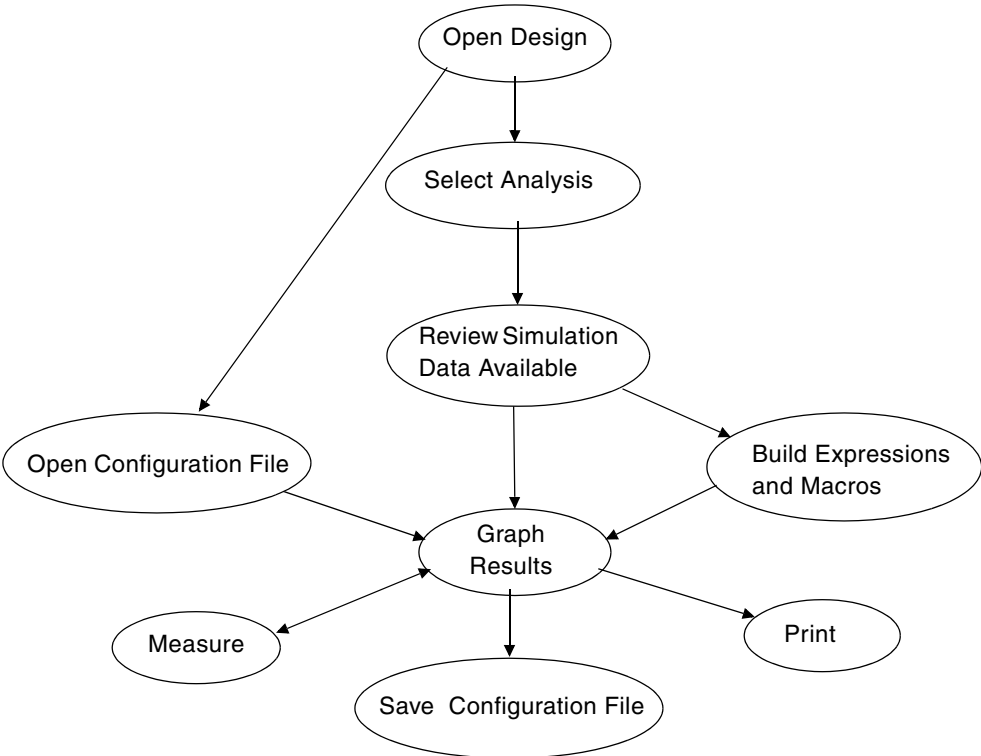 Open Design
Select Analysis
Review Simulation
Data Available
Open Configuration File
Build Expressions
and Macros
Graph
Results
Measure
Print
Save Configuration File